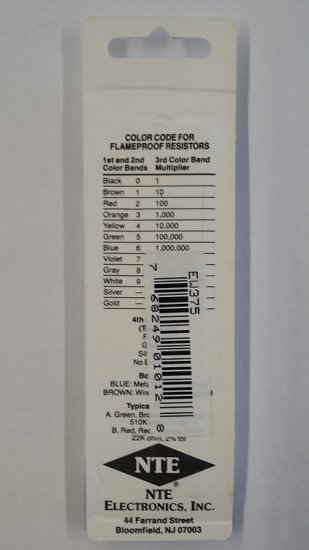 COLOR CODE FOR
FLAMEPROOF RESISTORS
1st and 2nd 3rd Color Band
Color Bands Multiplier
Black 0 1
Brown 1 10
Red 2 100
Orange 3 1,000
Yellow 4 10,000
Green 5 100,000
Blue 6 1,000,000
Violet 7
Gray 8
White 9
Silver —
Gold —
EW375
7 68249 01012 8
4th
(To
Sil
No
Bo
BLUE: Meta
BROWN: Wire
Typica
A. Green, Bro
510K
B. Red, Re
22K ohm, 2% tol
NTE
®
NTE
ELECTRONICS, INC.
44 Farrand Street
Bloomfield, NJ 07003